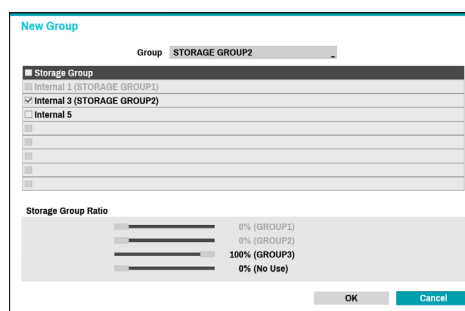 New Group
Group STORAGE GROUP2 _
Storage Group
Internal 1 (STORAGE GROUP1)
Internal 3 (STORAGE GROUP2)
Internal 5
Storage Group Ratio
0% (GROUP1)
0% (GROUP2)
100% (GROUP3)
0% (No Use)
OK Cancel